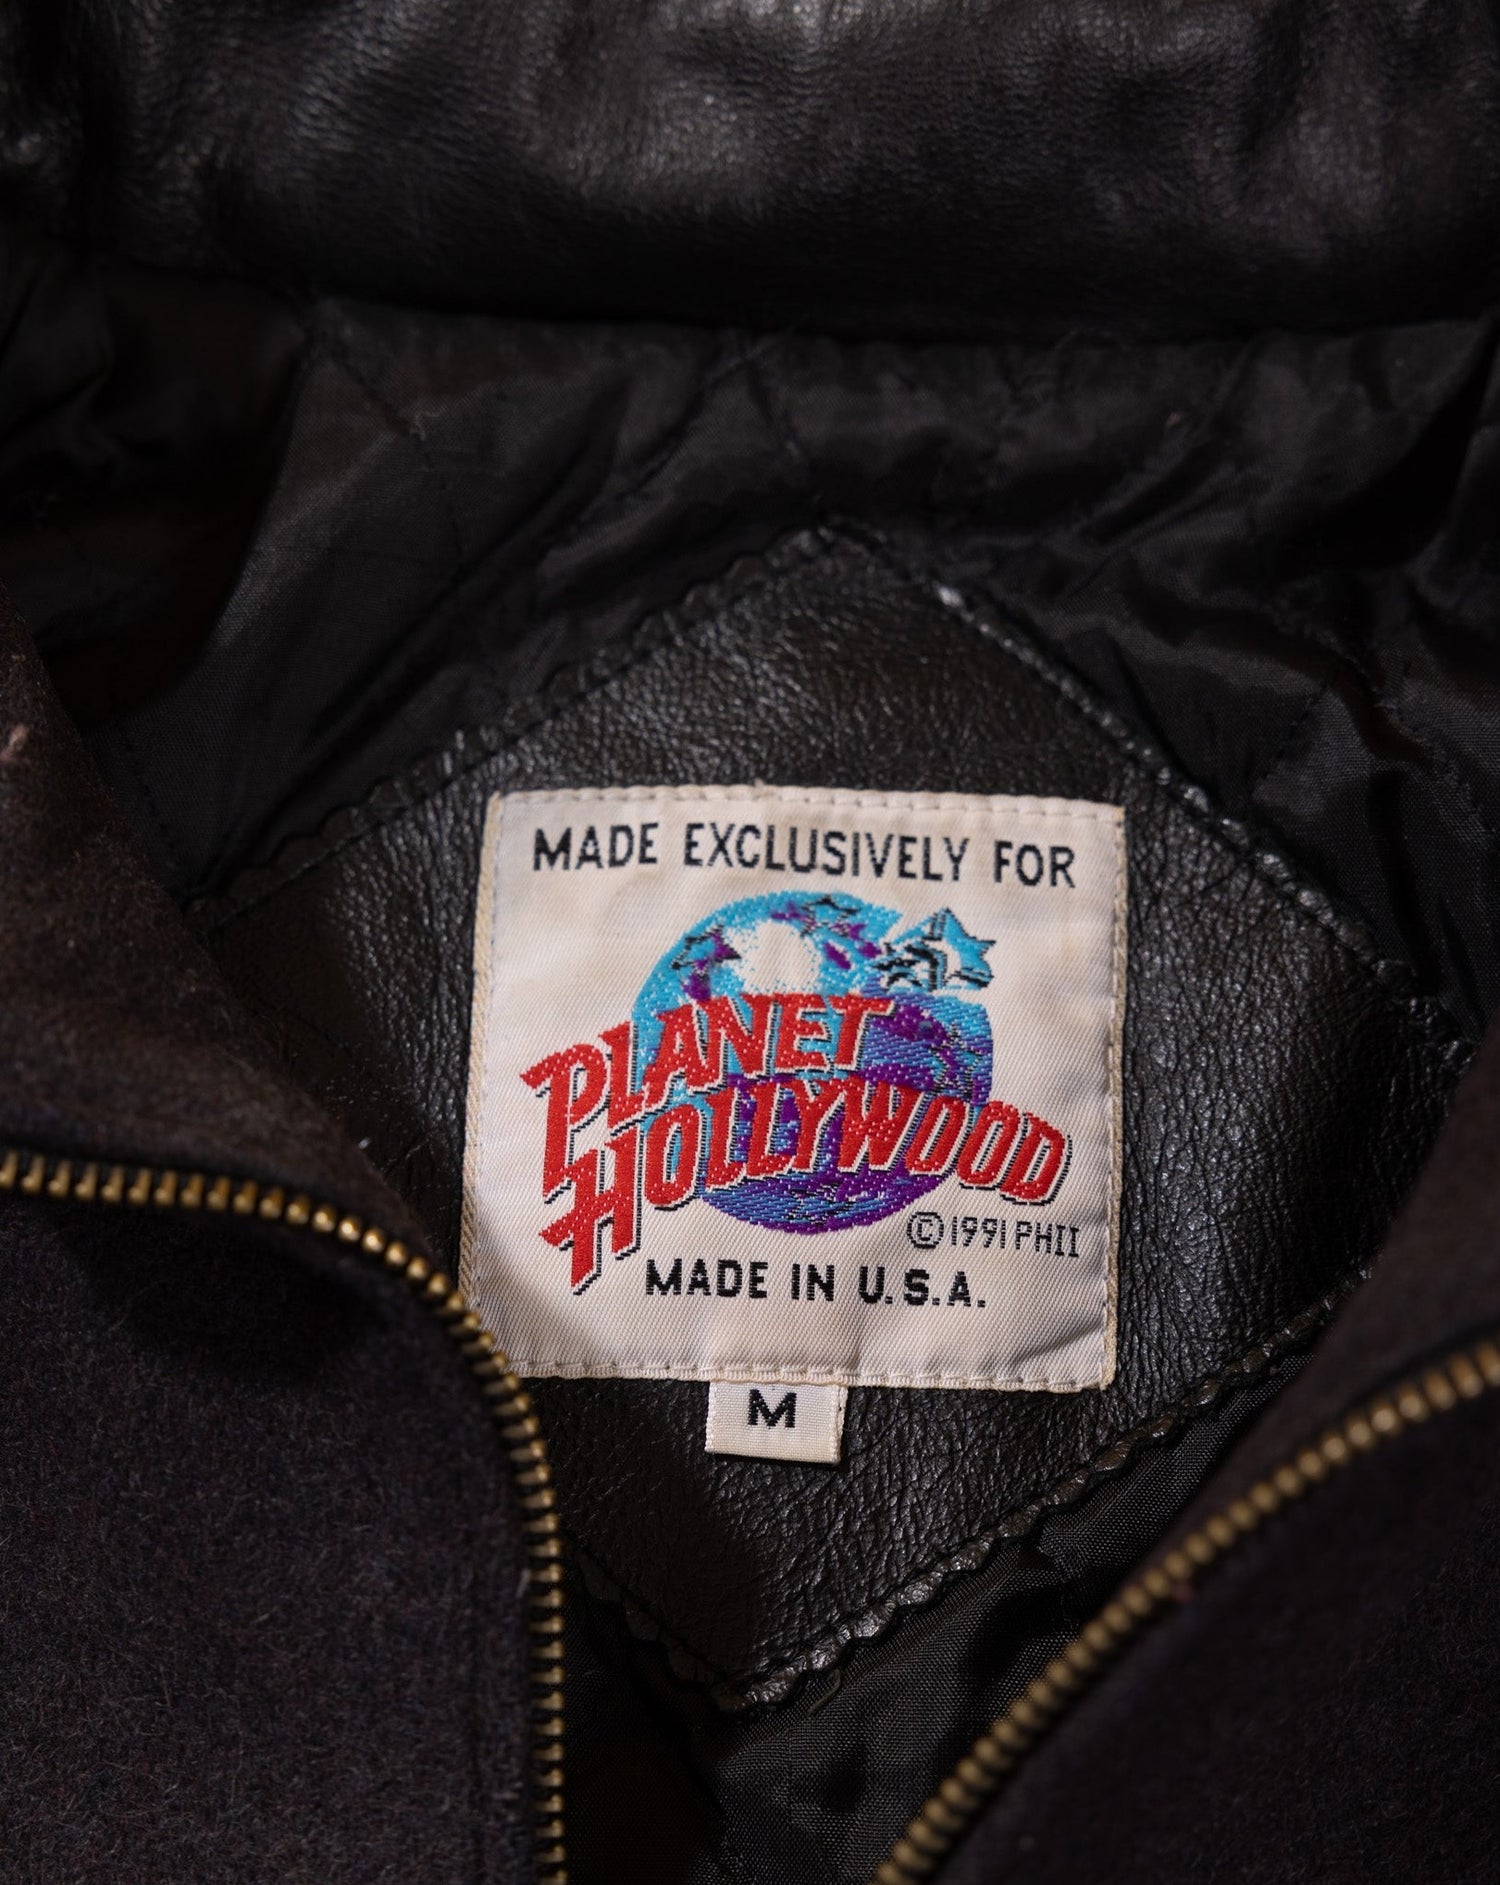 MADE EXCLUSIVELY FOR
PLANET
HOLLYWOOD
© 1991 PHII
MADE IN U.S.A.
M